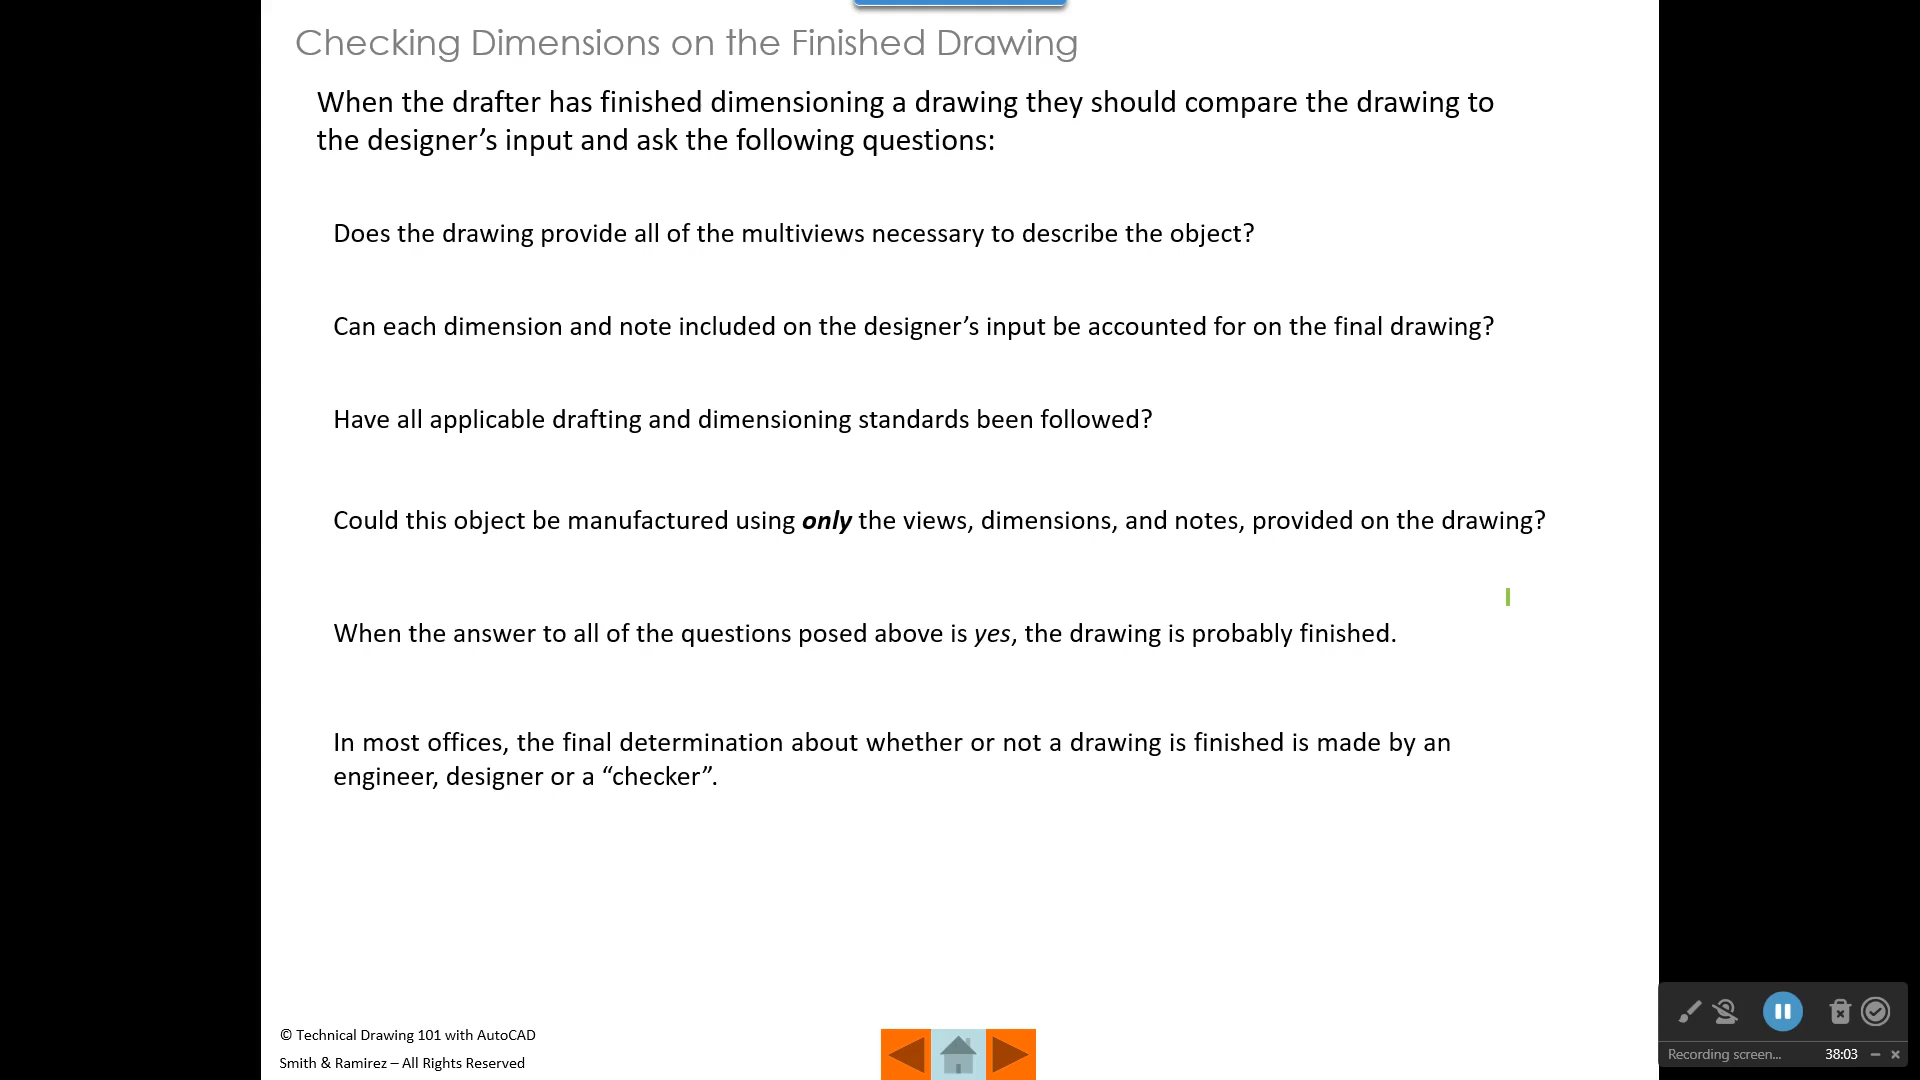 Checking Dimensions on the Finished Drawing
When the drafter has finished dimensioning a drawing they should compare the drawing to
the designer’s input and ask the following questions:
Does the drawing provide all of the multiviews necessary to describe the object?
Can each dimension and note included on the designer’s input be accounted for on the final drawing?
Have all applicable drafting and dimensioning standards been followed?
Could this object be manufactured using only the views, dimensions, and notes, provided on the drawing?
When the answer to all of the questions posed above is yes, the drawing is probably finished.
In most offices, the final determination about whether or not a drawing is finished is made by an
engineer, designer or a “checker”.
© Technical Drawing 101 with AutoCAD
Smith & Ramirez – All Rights Reserved
Recording screen... 38:03